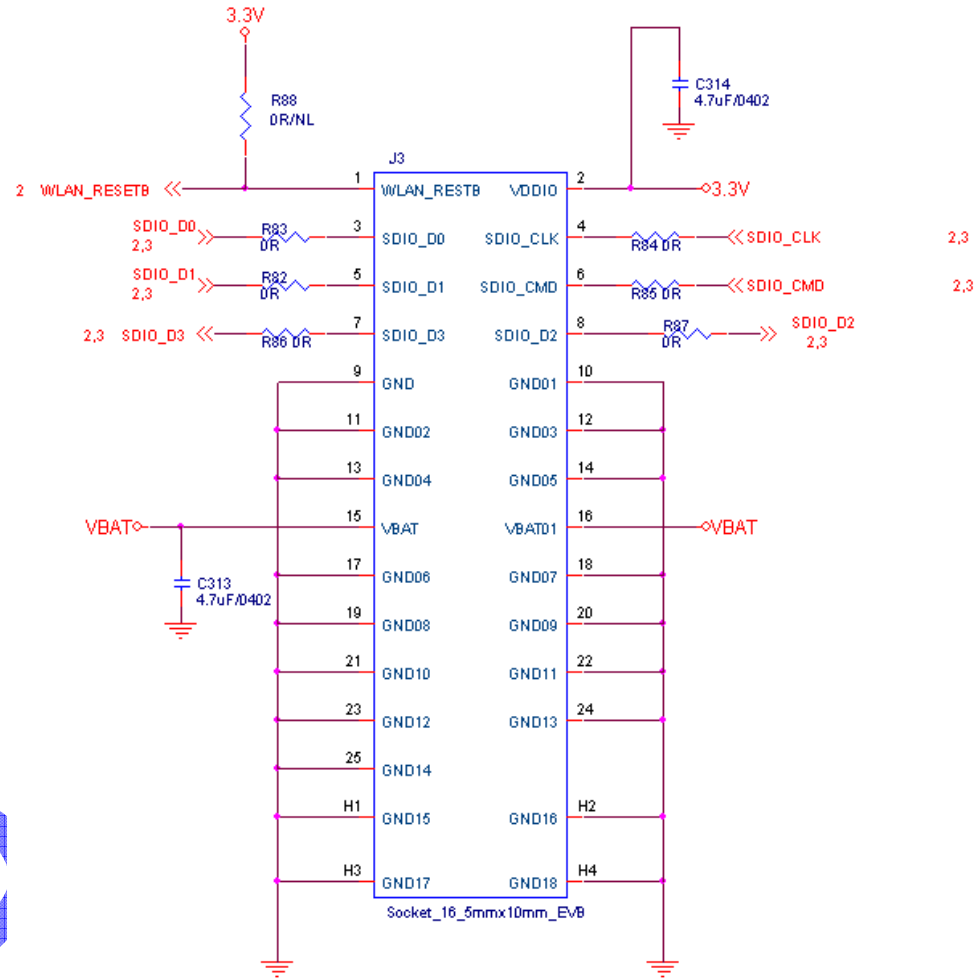 3.3V
R88
0R/NL
C314
4.7uF/0402
J3
2 WLAN_RESETB 1 WLAN_RESTB VDDIO 2 3.3V
SDIO_D0
2,3
R83
0R
3 SDIO_D0 SDIO_CLK 4
R84 0R
SDIO_CLK 2,3
SDIO_D1
2,3
R82
0R
5 SDIO_D1 SDIO_CMD 6
R85 0R
SDIO_CMD 2,3
2,3 SDIO_D3
R86 0R
7 SDIO_D3 SDIO_D2 8
R87
0R
SDIO_D2
2,3
9 GND GND01 10
11 GND02 GND03 12
13 GND04 GND05 14
VBAT 15 VBAT VBAT01 16 VBAT
C313
4.7uF/0402
17 GND06 GND07 18
19 GND08 GND09 20
21 GND10 GND11 22
23 GND12 GND13 24
25 GND14
H1 GND15 GND16 H2
H3 GND17 GND18 H4
Socket_16_5mmx10mm_EVB